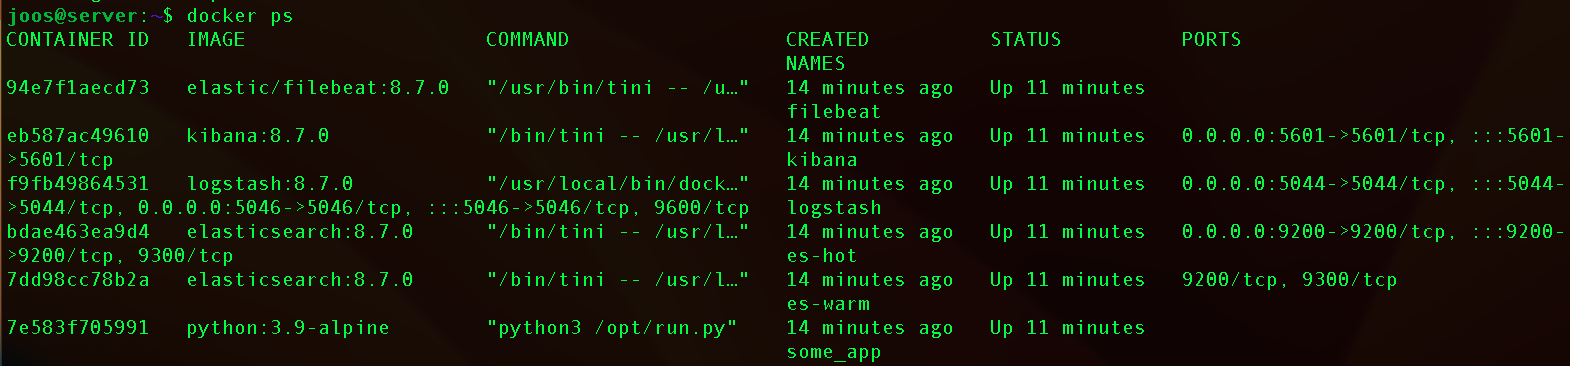 joos@server:~$ docker ps
CONTAINER ID   IMAGE                    COMMAND                  CREATED          STATUS          PORTS
NAMES
94e7f1aecd73   elastic/filebeat:8.7.0   "/usr/bin/tini -- /u…"   14 minutes ago   Up 11 minutes
filebeat
eb587ac49610   kibana:8.7.0             "/bin/tini -- /usr/l…"   14 minutes ago   Up 11 minutes   0.0.0.0:5601->5601/tcp, :::5601-
>5601/tcp                                                        kibana
f9fb49864531   logstash:8.7.0           "/usr/local/bin/dock…"   14 minutes ago   Up 11 minutes   0.0.0.0:5044->5044/tcp, :::5044-
>5044/tcp, 0.0.0.0:5046->5046/tcp, :::5046->5046/tcp, 9600/tcp   logstash
bdae463ea9d4   elasticsearch:8.7.0      "/bin/tini -- /usr/l…"   14 minutes ago   Up 11 minutes   0.0.0.0:9200->9200/tcp, :::9200-
>9200/tcp, 9300/tcp                                              es-hot
7dd98cc78b2a   elasticsearch:8.7.0      "/bin/tini -- /usr/l…"   14 minutes ago   Up 11 minutes   9200/tcp, 9300/tcp
es-warm
7e583f705991   python:3.9-alpine        "python3 /opt/run.py"    14 minutes ago   Up 11 minutes
some_app